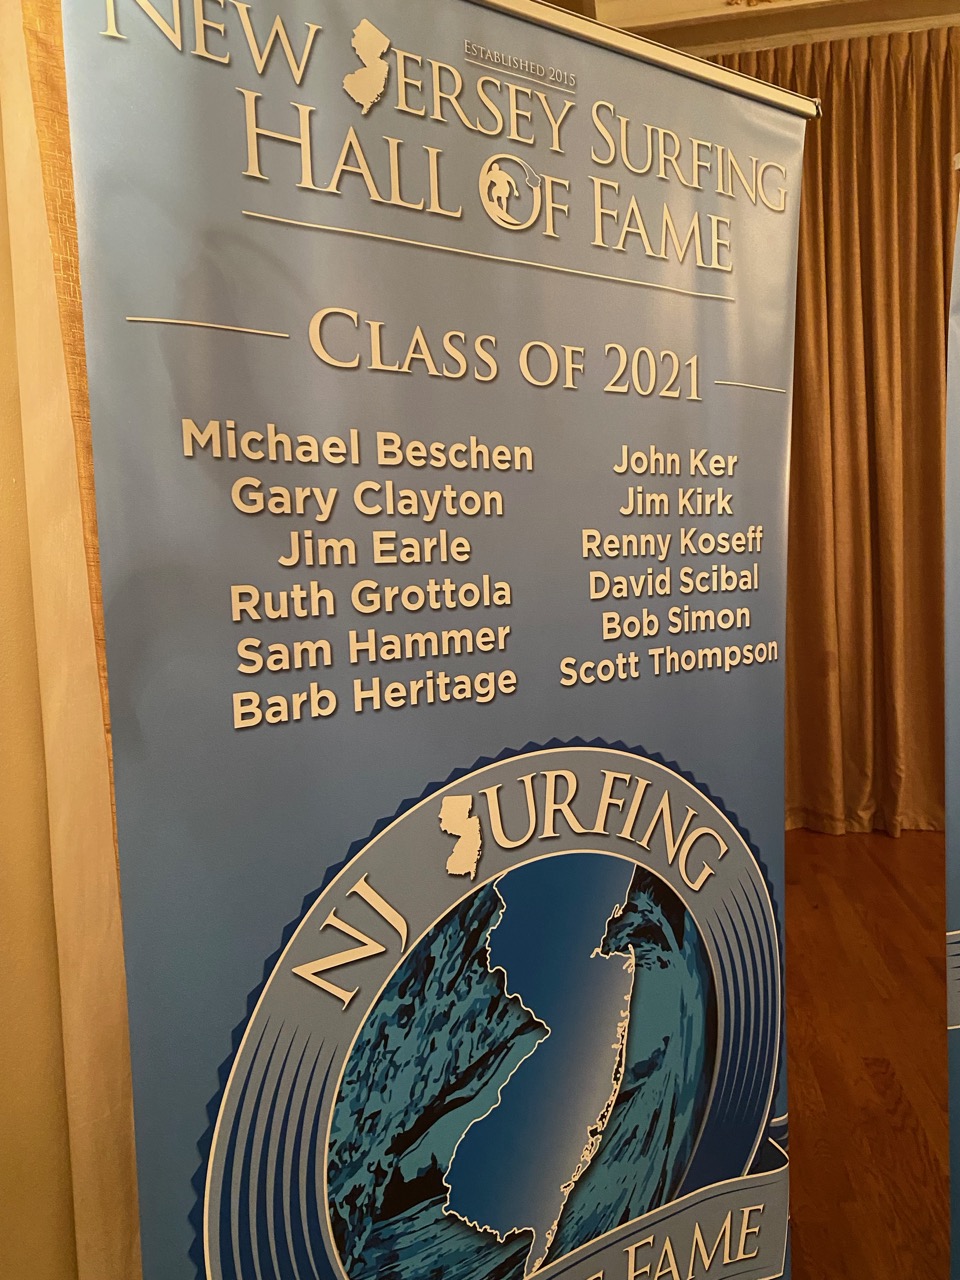 NEW JERSEY SURFING
ESTABLISHED 2015
HALL OF FAME
CLASS OF 2021
Michael Beschen
Gary Clayton
Jim Earle
Ruth Grottola
Sam Hammer
Barb Heritage
John Ker
Jim Kirk
Renny Koseff
David Scibal
Bob Simon
Scott Thompson
NJ SURFING
FAME